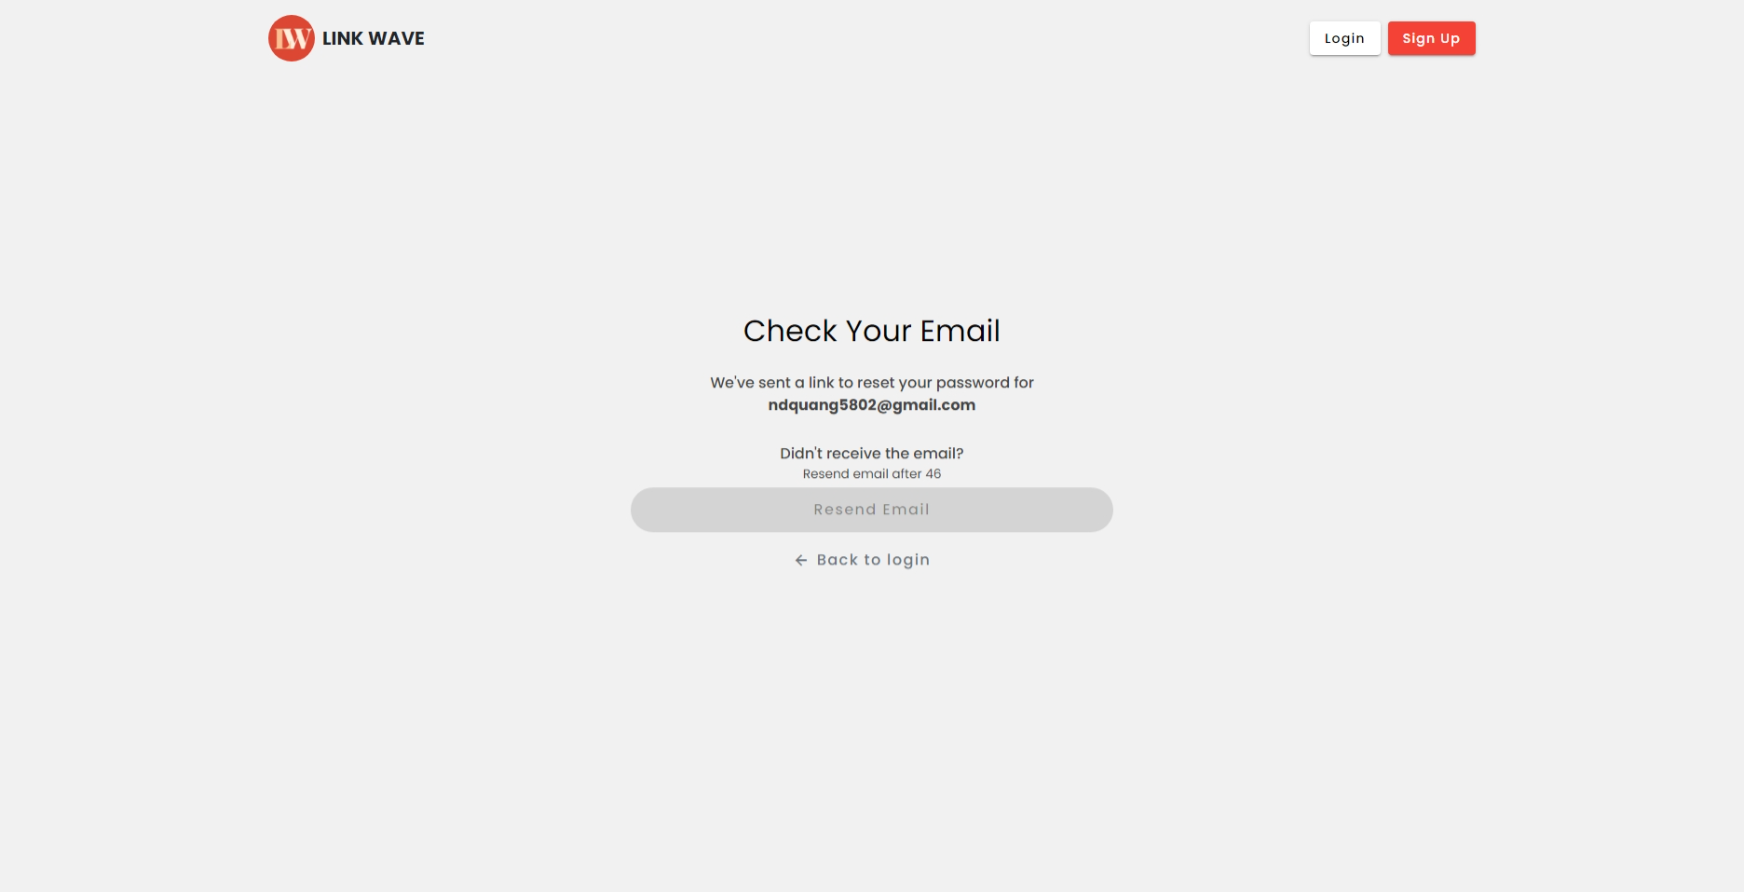 LW LINK WAVE
Login
Sign Up
Check Your Email
We've sent a link to reset your password for
ndquang5802@gmail.com
Didn't receive the email?
Resend email after 46
Resend Email
← Back to login